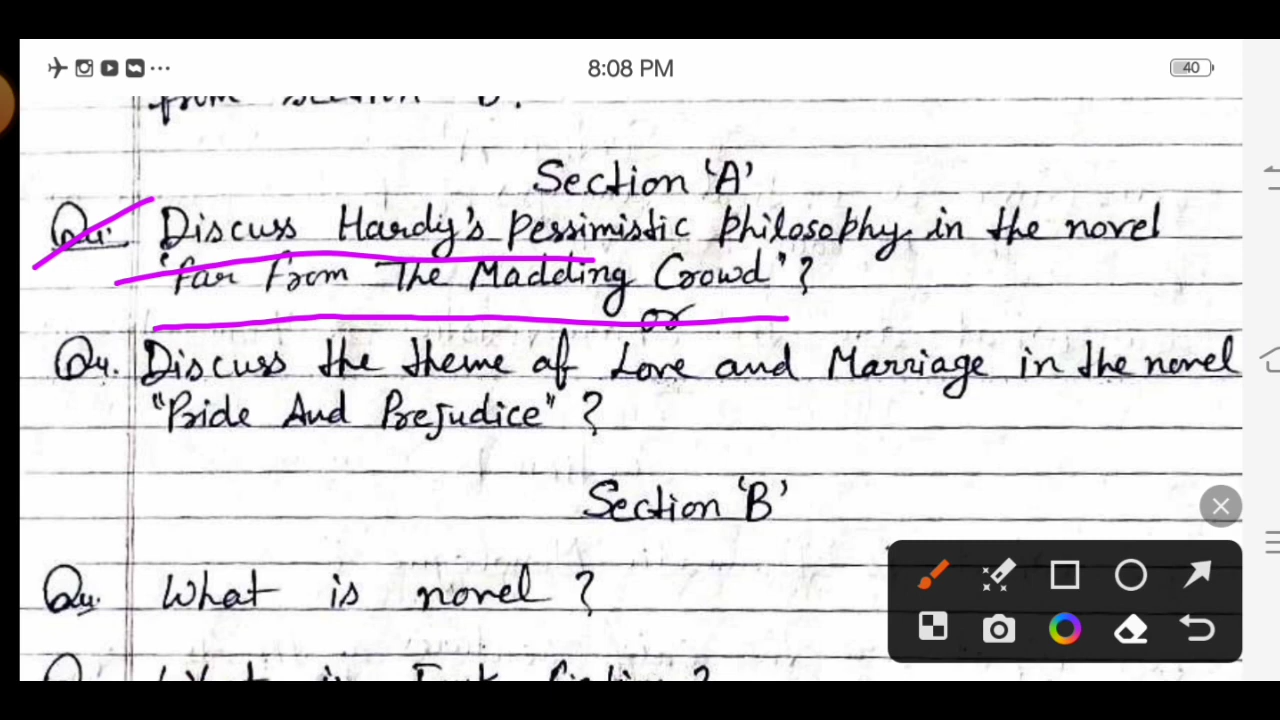 8:08 PM
40
from section
Section 'A'
Qu. Discuss Hardy's pessimistic philosophy in the novel
'far from The Madding Crowd'?
or
Qu. Discuss the theme of Love and Marriage in the novel
"Pride And Prejudice" ?
Section 'B'
Qu. What is novel ?